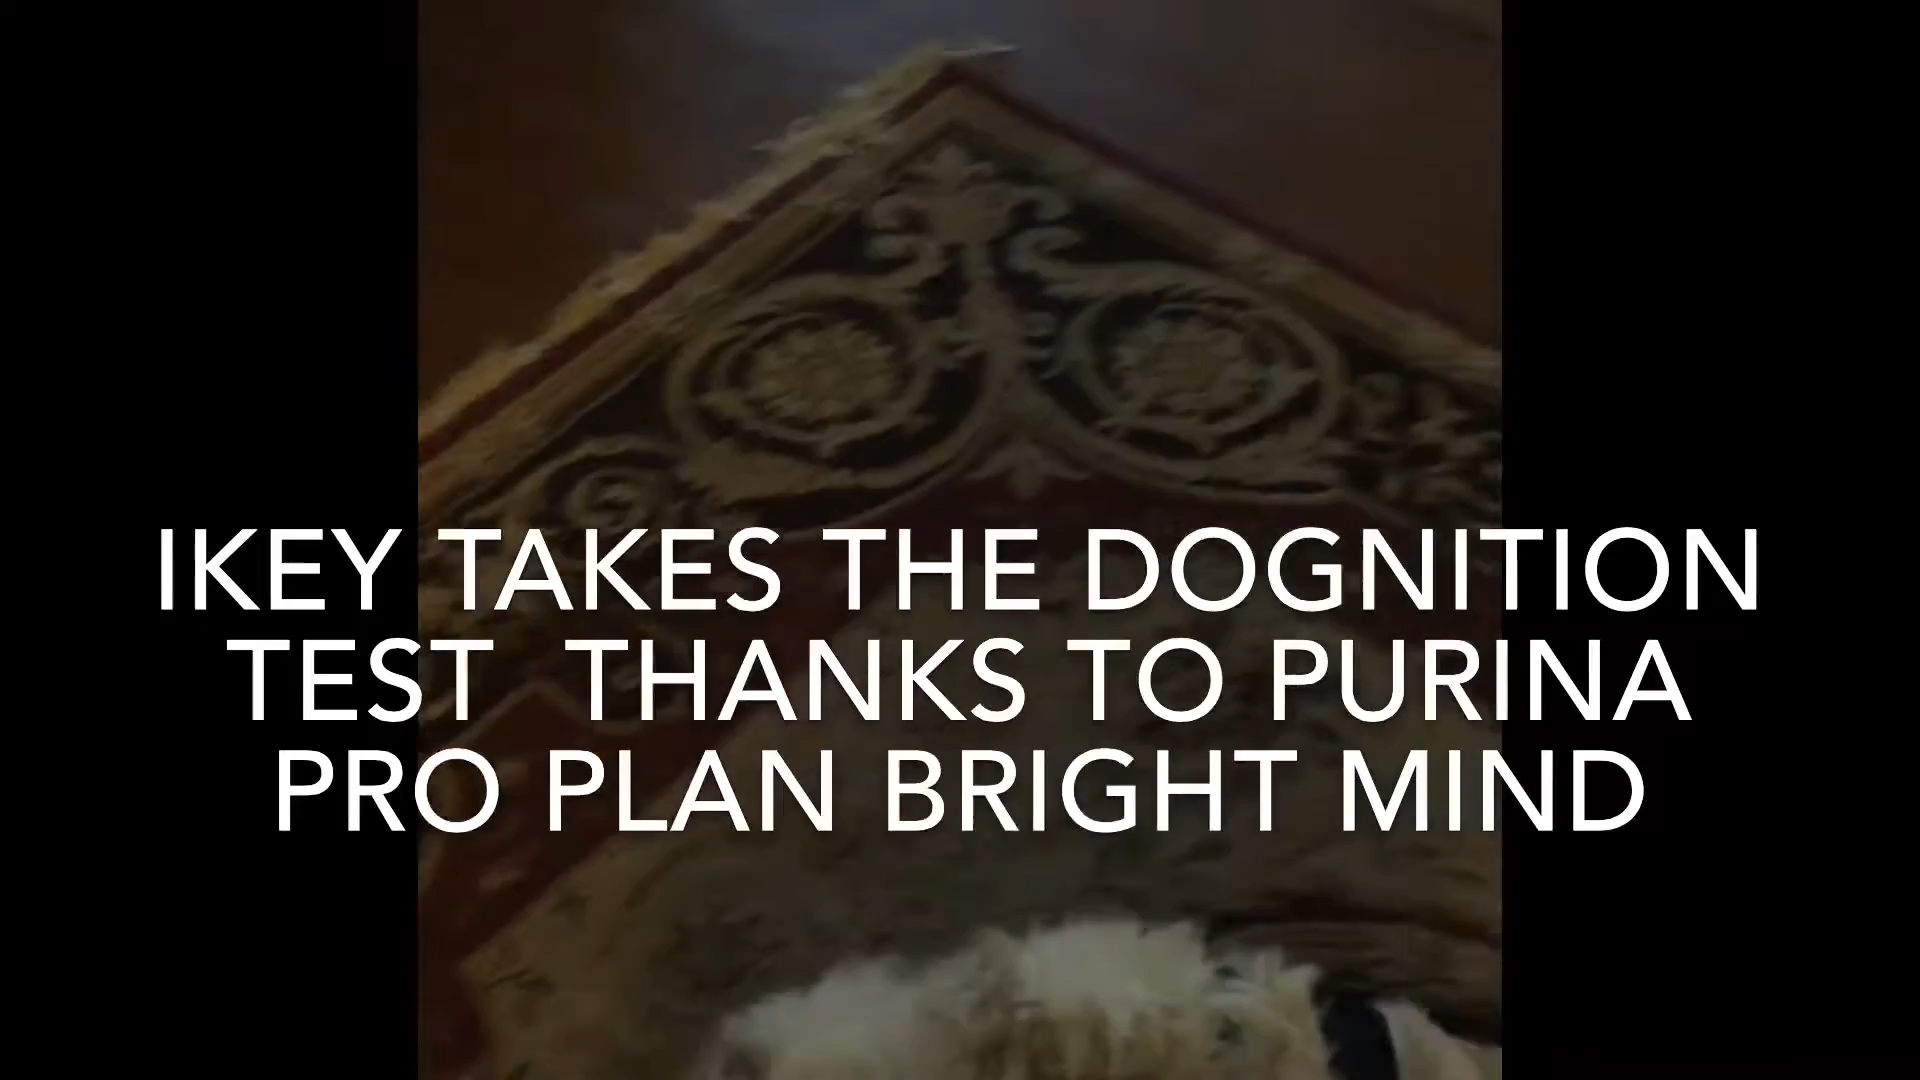 IKEY TAKES THE DOGNITION
TEST THANKS TO PURINA
PRO PLAN BRIGHT MIND